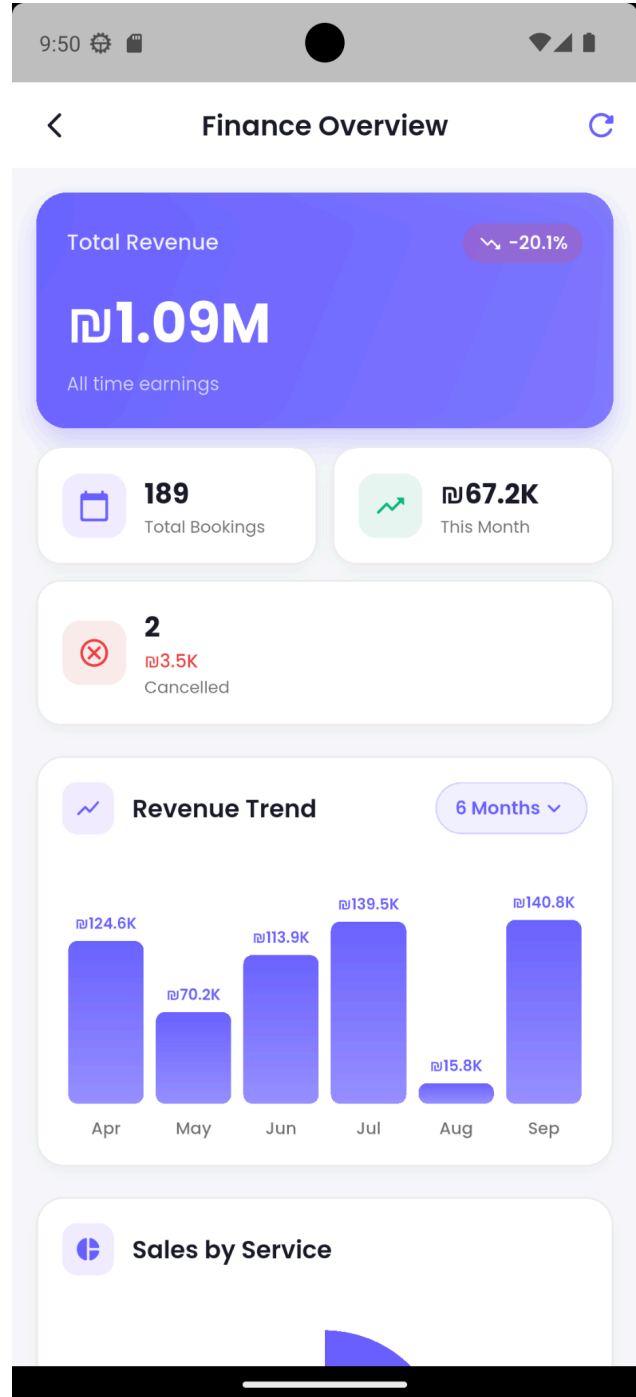 9:50
Finance Overview
Total Revenue
-20.1%
₪1.09M
All time earnings
189
Total Bookings
₪67.2K
This Month
2
₪3.5K
Cancelled
Revenue Trend
6 Months
₪124.6K
₪70.2K
₪113.9K
₪139.5K
₪15.8K
₪140.8K
Apr May Jun Jul Aug Sep
Sales by Service